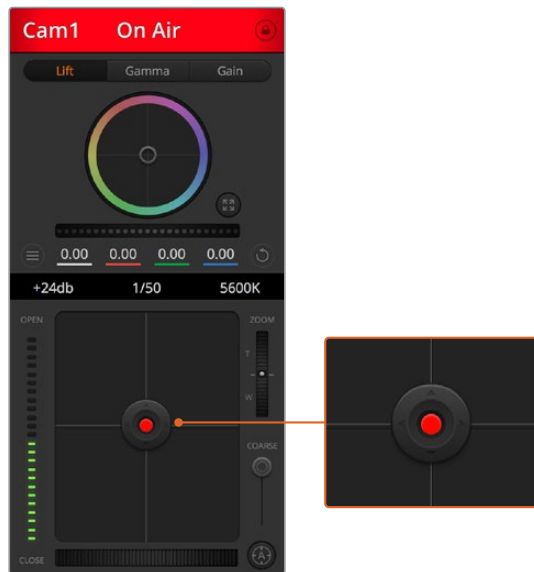 Cam1 On Air
Lift Gamma Gain
0.00 0.00 0.00 0.00
+24db 1/50 5600K
OPEN ZOOM
T
W
COARSE
CLOSE A